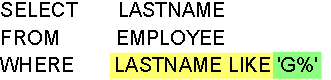 SELECT LASTNAME
FROM EMPLOYEE
WHERE LASTNAME LIKE 'G%'